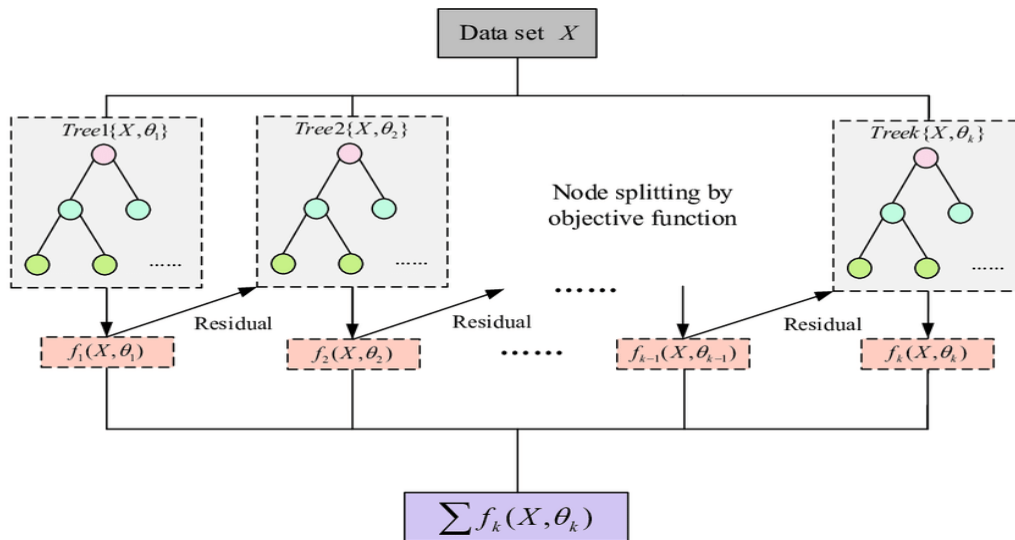 Data set X
Tree1{X,θ₁}
Tree2{X,θ₂}
Treek{X,θₖ}
Node splitting by
objective function
......
......
......
......
Residual
Residual
Residual
......
f₁(X,θ₁)
f₂(X,θ₂)
fₖ₋₁(X,θₖ₋₁)
fₖ(X,θₖ)
∑ fₖ(X,θₖ)